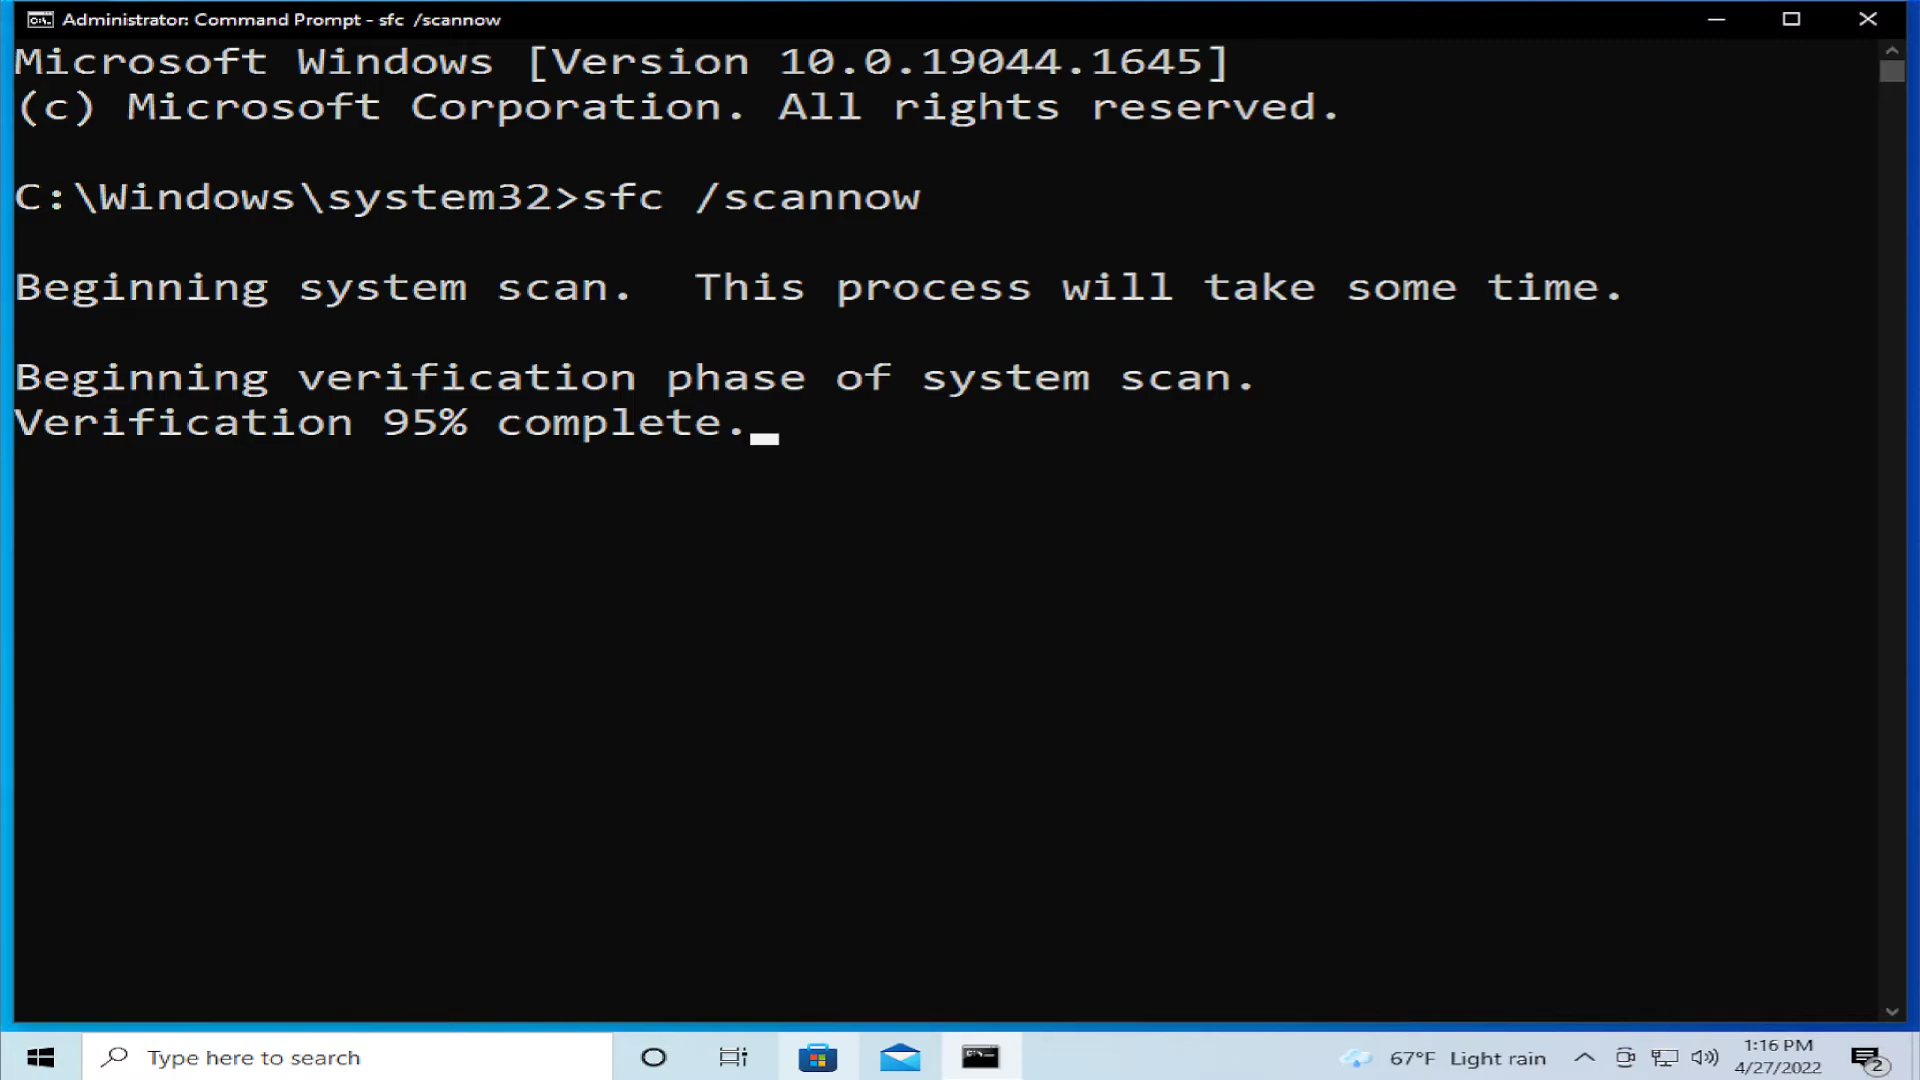 Administrator: Command Prompt - sfc /scannow
Microsoft Windows [Version 10.0.19044.1645]
(c) Microsoft Corporation. All rights reserved.
C:\Windows\system32>sfc /scannow
Beginning system scan.  This process will take some time.
Beginning verification phase of system scan.
Verification 95% complete.
Type here to search
67°F Light rain
1:16 PM
4/27/2022
2